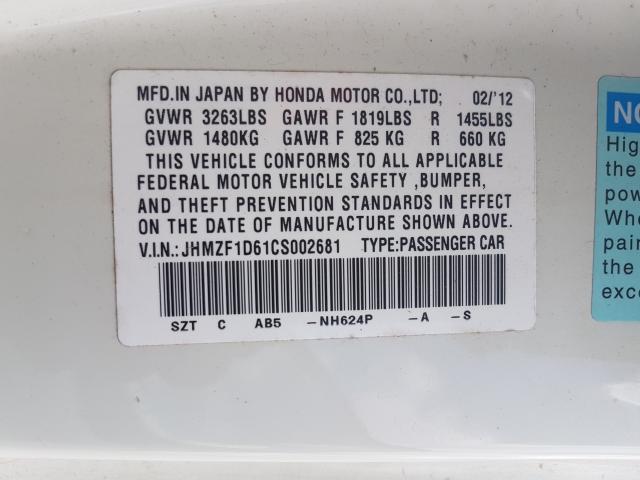 MFD.IN JAPAN BY HONDA MOTOR CO.,LTD; 02/'12
GVWR 3263LBS GAWR F 1819LBS R 1455LBS
GVWR 1480KG GAWR F 825 KG R 660 KG
THIS VEHICLE CONFORMS TO ALL APPLICABLE
FEDERAL MOTOR VEHICLE SAFETY ,BUMPER,
AND THEFT PREVENTION STANDARDS IN EFFECT
ON THE DATE OF MANUFACTURE SHOWN ABOVE.
V.I.N.: JHMZF1D61CS002681 TYPE:PASSENGER CAR
SZT C AB5 -NH624P -A -S
the
the